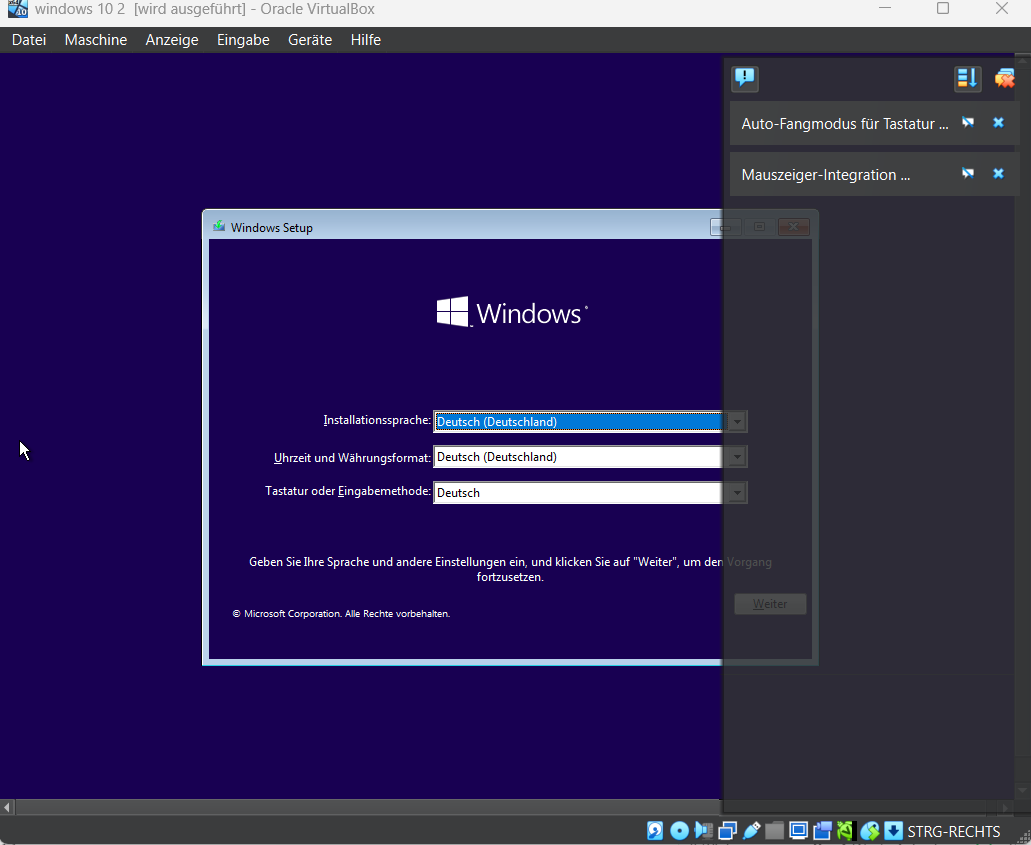 windows 10 2 [wird ausgeführt] - Oracle VirtualBox
Datei Maschine Anzeige Eingabe Geräte Hilfe
Auto-Fangmodus für Tastatur ...
Mauszeiger-Integration ...
Windows Setup
Windows
Installationssprache: Deutsch (Deutschland)
Uhrzeit und Währungsformat: Deutsch (Deutschland)
Tastatur oder Eingabemethode: Deutsch
Geben Sie Ihre Sprache und andere Einstellungen ein, und klicken Sie auf "Weiter", um den Vorgang
fortzusetzen.
Weiter
© Microsoft Corporation. Alle Rechte vorbehalten.
STRG-RECHTS